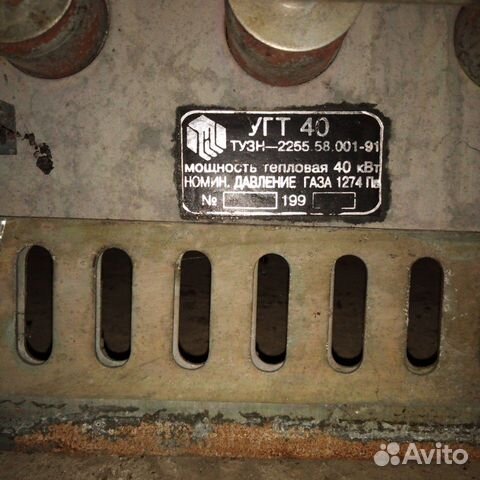 УГТ 40
ТУЗН-2255.58.001-91
МОЩНОСТЬ ТЕПЛОВАЯ 40 кВт
НОМИН. ДАВЛЕНИЕ ГАЗА 1274 Па
№ 199
Avito